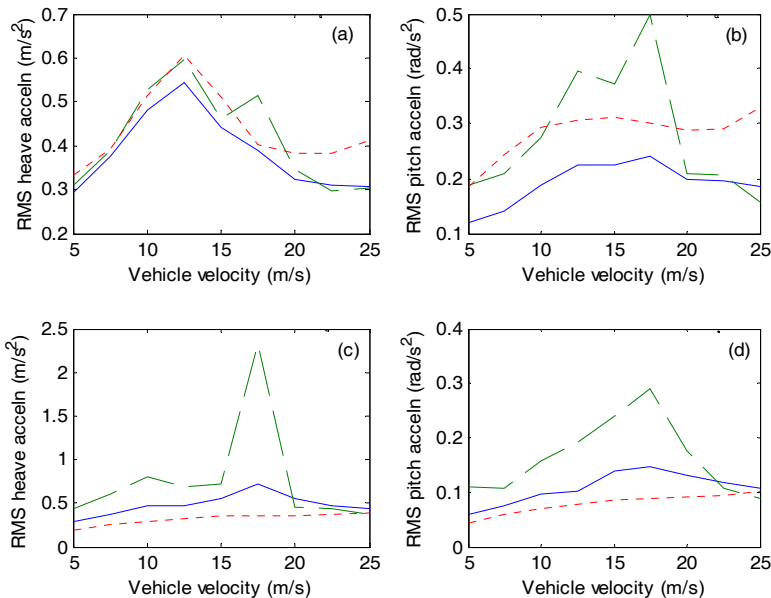 (a)
RMS heave acceln (m/s²)
0.7
0.6
0.5
0.4
0.3
0.2
5 10 15 20 25
Vehicle velocity (m/s)
(b)
RMS pitch acceln (rad/s²)
0.5
0.4
0.3
0.2
0.1
5 10 15 20 25
Vehicle velocity (m/s)
(c)
RMS heave acceln (m/s²)
2.5
2
1.5
1
0.5
0
5 10 15 20 25
Vehicle velocity (m/s)
(d)
RMS pitch acceln (rad/s²)
0.4
0.3
0.2
0.1
0
5 10 15 20 25
Vehicle velocity (m/s)